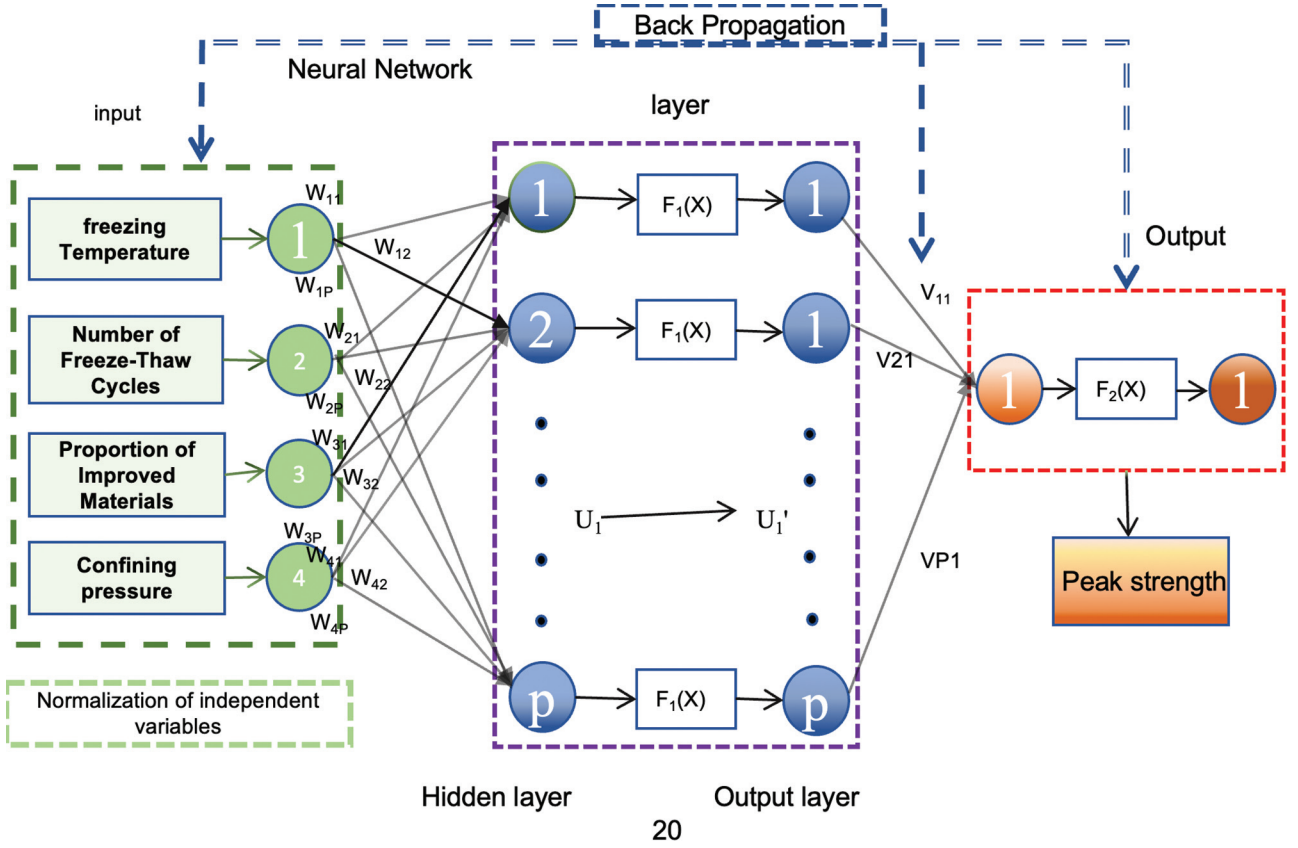 Back Propagation
Neural Network
input
layer
W₁₁
1
F₁(X)
1
freezing
Temperature
1
W₁₂
Output
W₁ₚ
V₁₁
Number of
Freeze-Thaw
Cycles
W₂₁
2
2
F₁(X)
1
W₂₂
V21
W₂ₚ
1
F₂(X)
1
Proportion of
Improved
Materials
W₃₁
3
W₃₂
U₁
U₁'
W₃ₚ
W₄₁
Confining
pressure
4
W₄₂
VP1
Peak strength
W₄ₚ
p
F₁(X)
p
Normalization of independent
variables
Hidden layer
Output layer
20